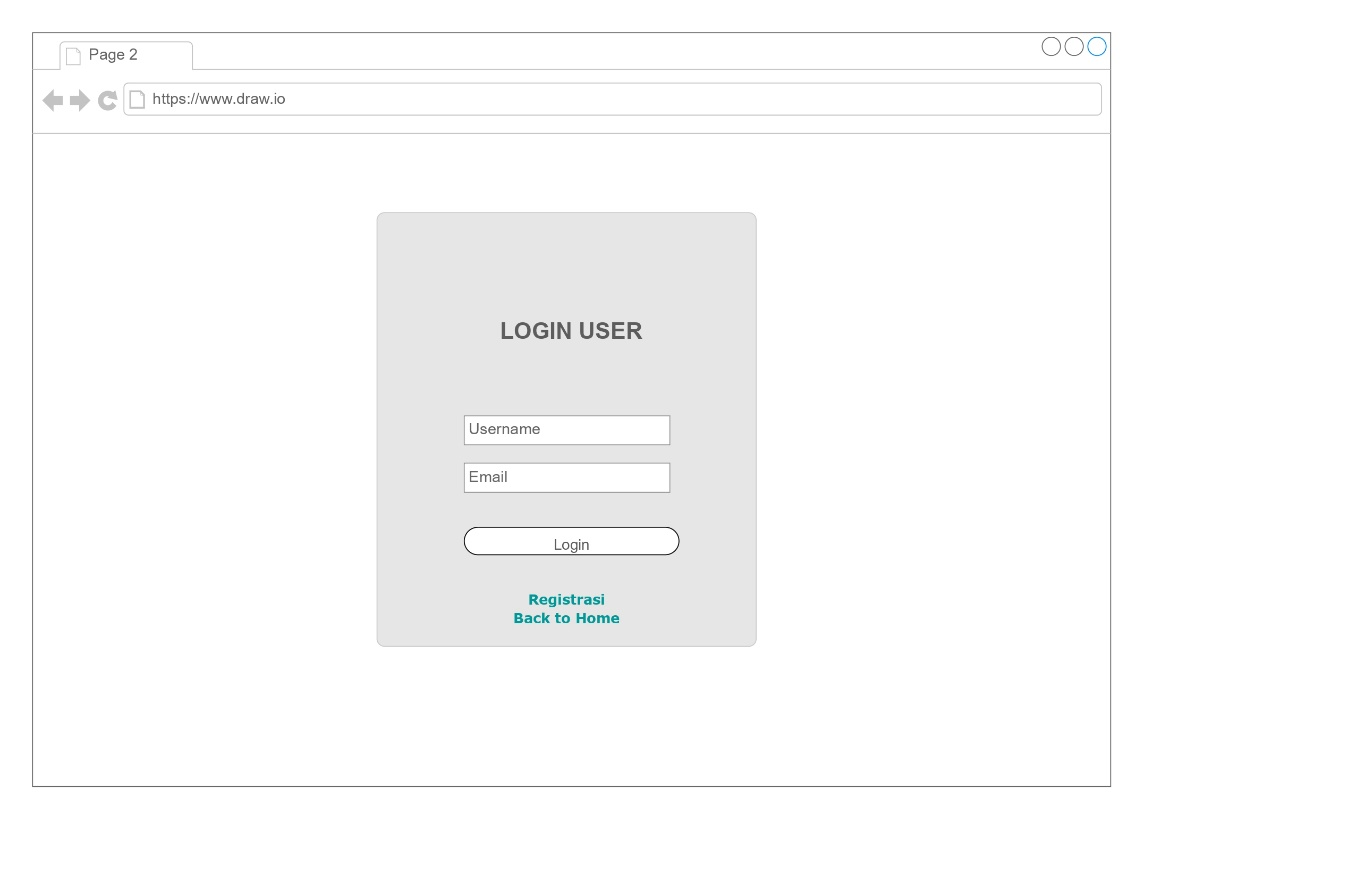 Page 2
https://www.draw.io
LOGIN USER
Username
Email
Login
Registrasi
Back to Home